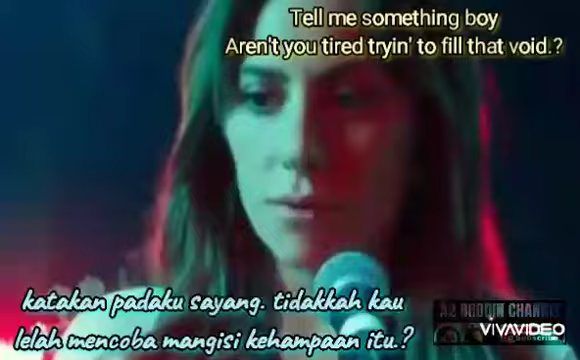 Tell me something boy
Aren't you tired tryin' to fill that void.?
katakan padaku sayang. tidakkah kau
lelah mencoba mangisi kehampaan itu.?
A2 BODDIN CHANNEL
VIVAVIDEO
SUBSCRIBE